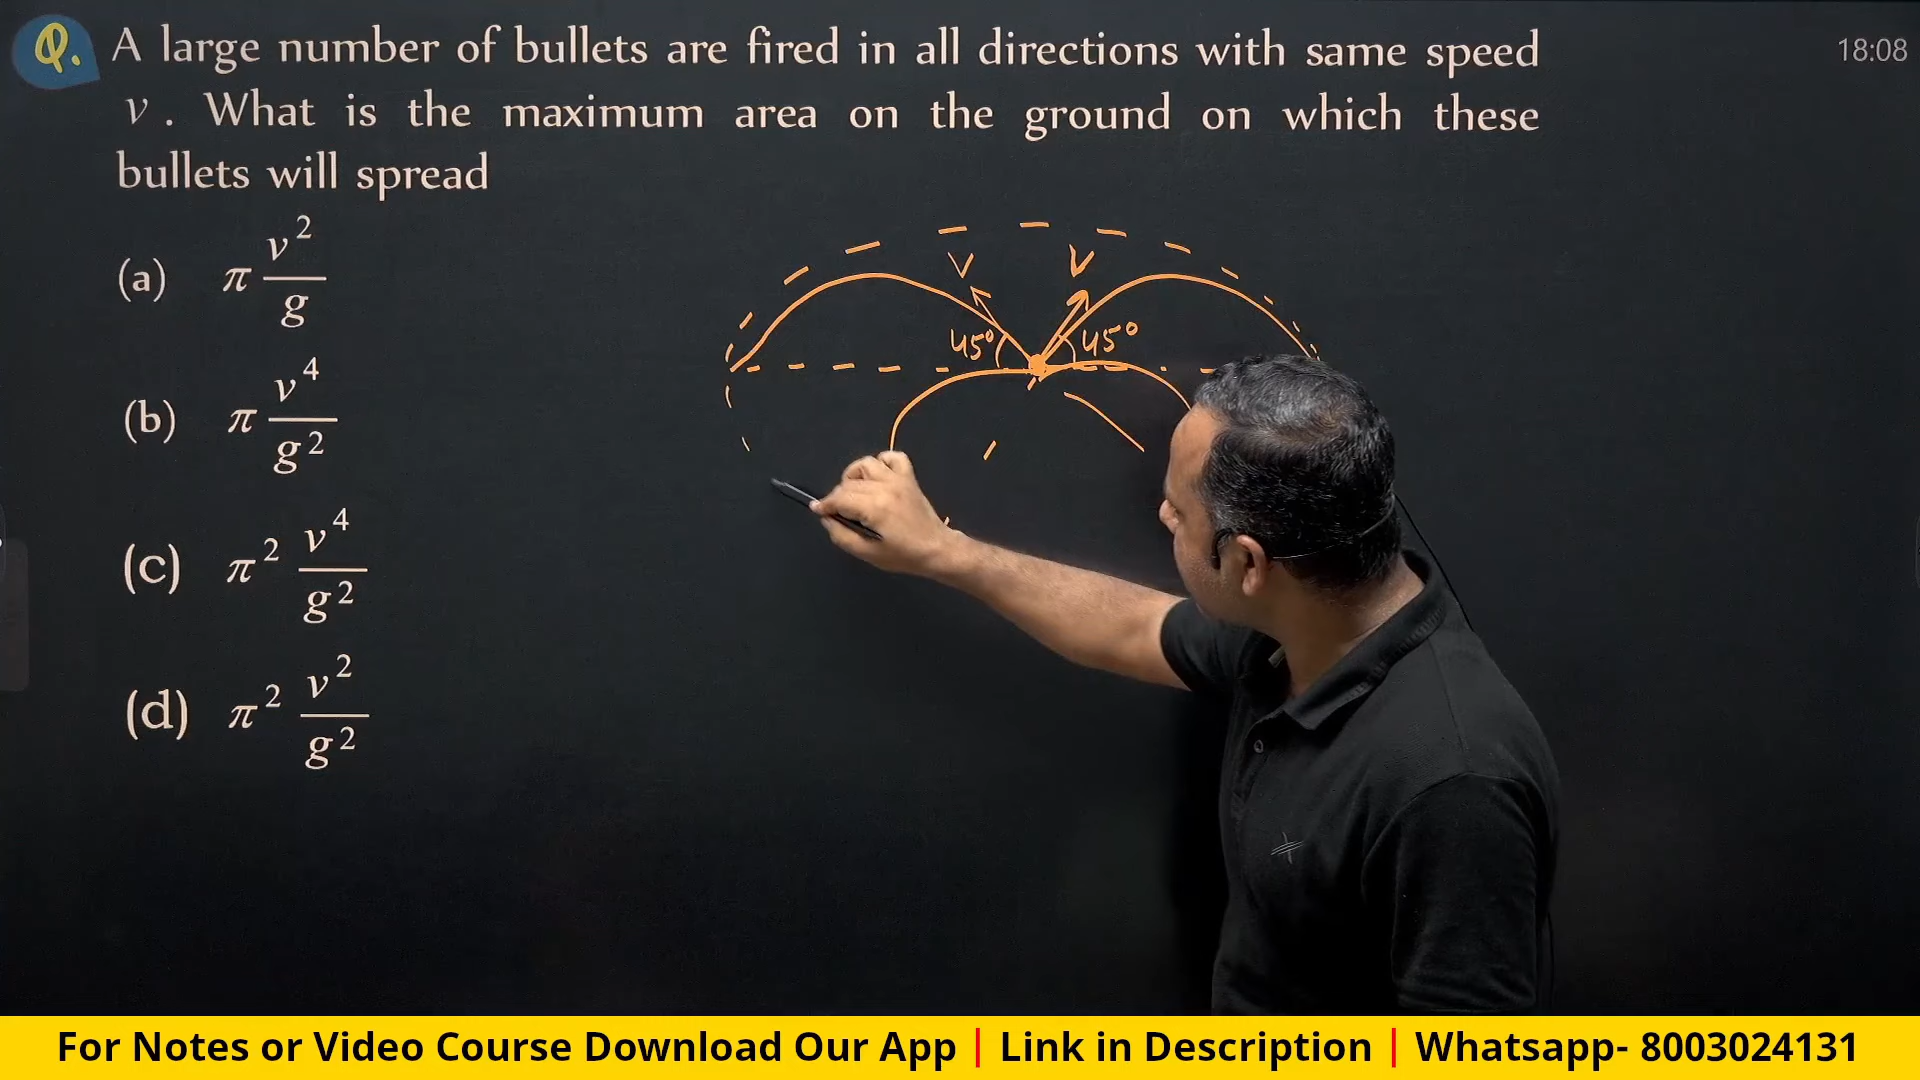 Q. A large number of bullets are fired in all directions with same speed
v . What is the maximum area on the ground on which these
bullets will spread
18:08
(a) π v²/g
(b) π v⁴/g²
(c) π² v⁴/g²
(d) π² v²/g²
V V
45° 45°
For Notes or Video Course Download Our App | Link in Description | Whatsapp- 8003024131